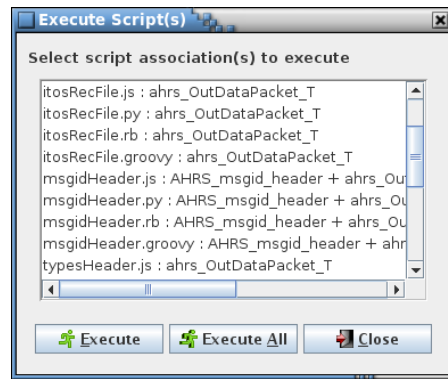 Execute Script(s)
Select script association(s) to execute
itosRecFile.js : ahrs_OutDataPacket_T
itosRecFile.py : ahrs_OutDataPacket_T
itosRecFile.rb : ahrs_OutDataPacket_T
itosRecFile.groovy : ahrs_OutDataPacket_T
msgidHeader.js : AHRS_msgid_header + ahrs_Ou
msgidHeader.py : AHRS_msgid_header + ahrs_O
msgidHeader.rb : AHRS_msgid_header + ahrs_Ou
msgidHeader.groovy : AHRS_msgid_header + ahr
typesHeader.js : ahrs_OutDataPacket_T
Execute Execute All Close